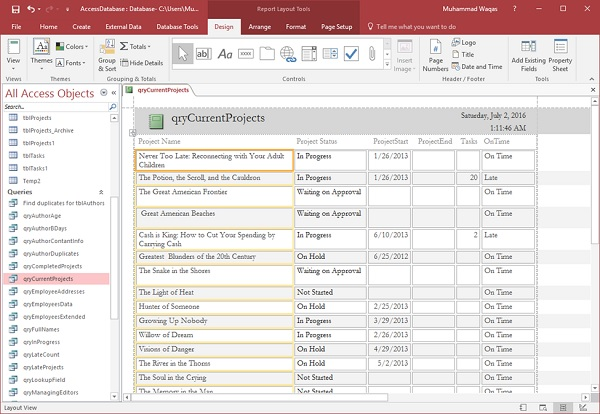 AccessDatabase : Database- C:\Users\Mu...
Report Layout Tools
Muhammad Waqas
File
Home
Create
External Data
Database Tools
Design
Arrange
Format
Page Setup
Tell me what you want to do
View
Views
Themes
Colors
Fonts
Themes
Group & Sort
Totals
Hide Details
Grouping & Totals
Aa
ab
XXXX
Controls
Insert Image
Page Numbers
Logo
Title
Date and Time
Header / Footer
Add Existing Fields
Property Sheet
Tools
All Access Objects
Search...
tblProjects
tblProjects_Archive
tblProjects1
tblTasks
tblTasks1
Temp2
Queries
Find duplicates for tblAuthors
qryAuthorAge
qryAuthorBDays
qryAuthorContantInfo
qryAuthorDuplicates
qryCompletedProjects
qryCurrentProjects
qryEmployeeAddresses
qryEmployeesData
qryEmployeesExtended
qryFullNames
qryInProgress
qryLateCount
qryLateProjects
qryLookupField
qryManagingEditors
qryCurrentProjects
qryCurrentProjects
Saturday, July 2, 2016
1:11:46 AM
Project Name Project Status ProjectStart ProjectEnd Tasks On Time
Never Too Late: Reconnecting with Your Adult In Progress 1/26/2013 On Time
Children
The Potion, the Scroll, and the Cauldron In Progress 1/26/2013 20 Late
The Great American Frontier Waiting on Approval On Time
Great American Beaches Waiting on Approval On Time
Cash is King: How to Cut Your Spending by In Progress 6/10/2013 2 Late
Carrying Cash
Greatest Blunders of the 20th Century On Hold 6/25/2012 On Time
The Snake in the Shores Waiting on Approval On Time
The Light of Heat Not Started On Time
Hunter of Someone On Hold 2/25/2013 On Time
Growing Up Nobody In Progress 3/29/2013 On Time
Willow of Dream In Progress 2/26/2013 On Time
Visions of Danger On Hold 4/29/2013 On Time
The River in the Thorns On Hold 5/2/2013 On Time
The Soul in the Crying Not Started On Time
The Memory in the Man Not Started On Time
Layout View